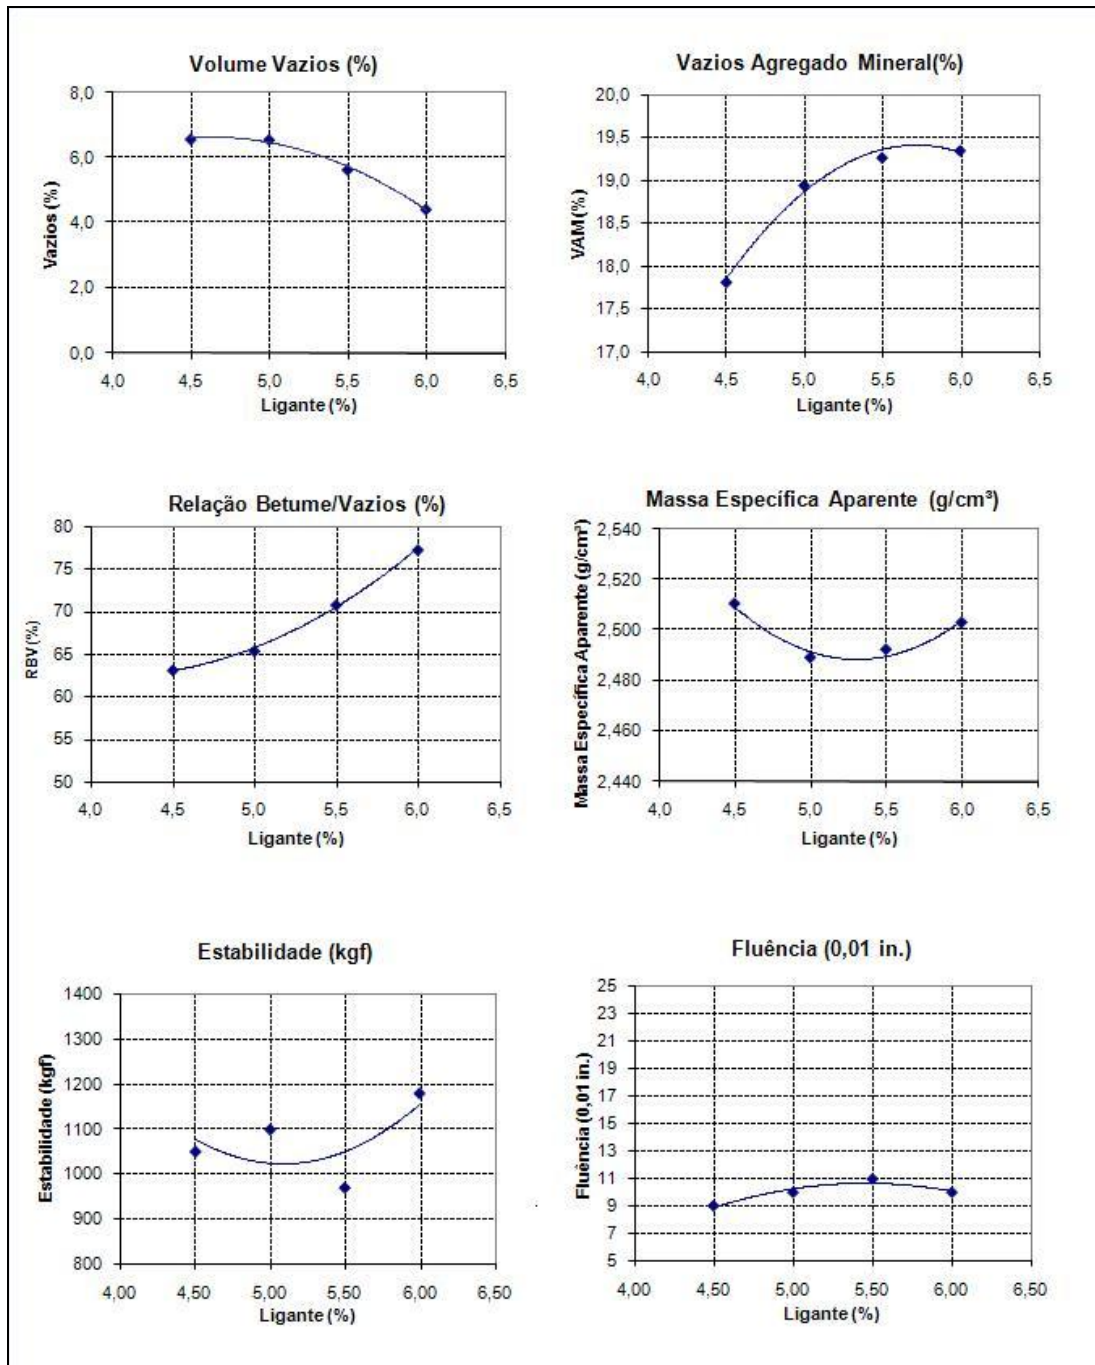 Volume Vazios (%)
8,0
6,0
4,0
2,0
0,0
Vazios (%)
4,0 4,5 5,0 5,5 6,0 6,5
Ligante (%)
Vazios Agregado Mineral(%)
20,0
19,5
19,0
18,5
18,0
17,5
17,0
VAM (%)
4,0 4,5 5,0 5,5 6,0 6,5
Ligante (%)
Relação Betume/Vazios (%)
80
75
70
65
60
55
50
RBV (%)
4,0 4,5 5,0 5,5 6,0 6,5
Ligante (%)
Massa Específica Aparente (g/cm³)
2,540
2,520
2,500
2,480
2,460
2,440
Massa Específica Aparente (g/cm³)
4,0 4,5 5,0 5,5 6,0 6,5
Ligante (%)
Estabilidade (kgf)
1400
1300
1200
1100
1000
900
800
Estabilidade (kgf)
4,00 4,50 5,00 5,50 6,00 6,50
Ligante (%)
Fluência (0,01 in.)
25
23
21
19
17
15
13
11
9
7
5
Fluência (0,01 in.)
4,00 4,50 5,00 5,50 6,00 6,50
Ligante (%)